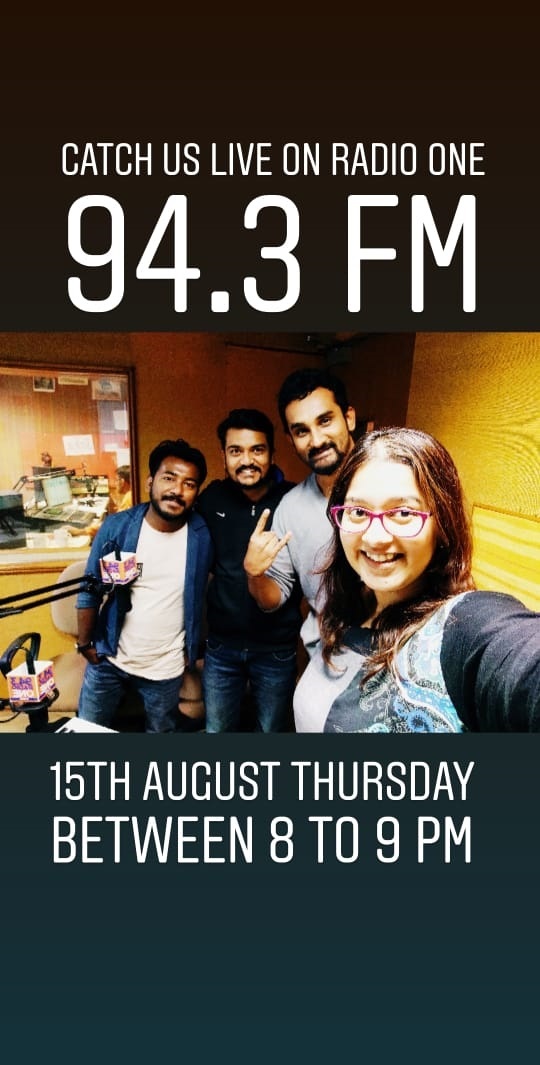 CATCH US LIVE ON RADIO ONE
94.3 FM
15TH AUGUST THURSDAY
BETWEEN 8 TO 9 PM